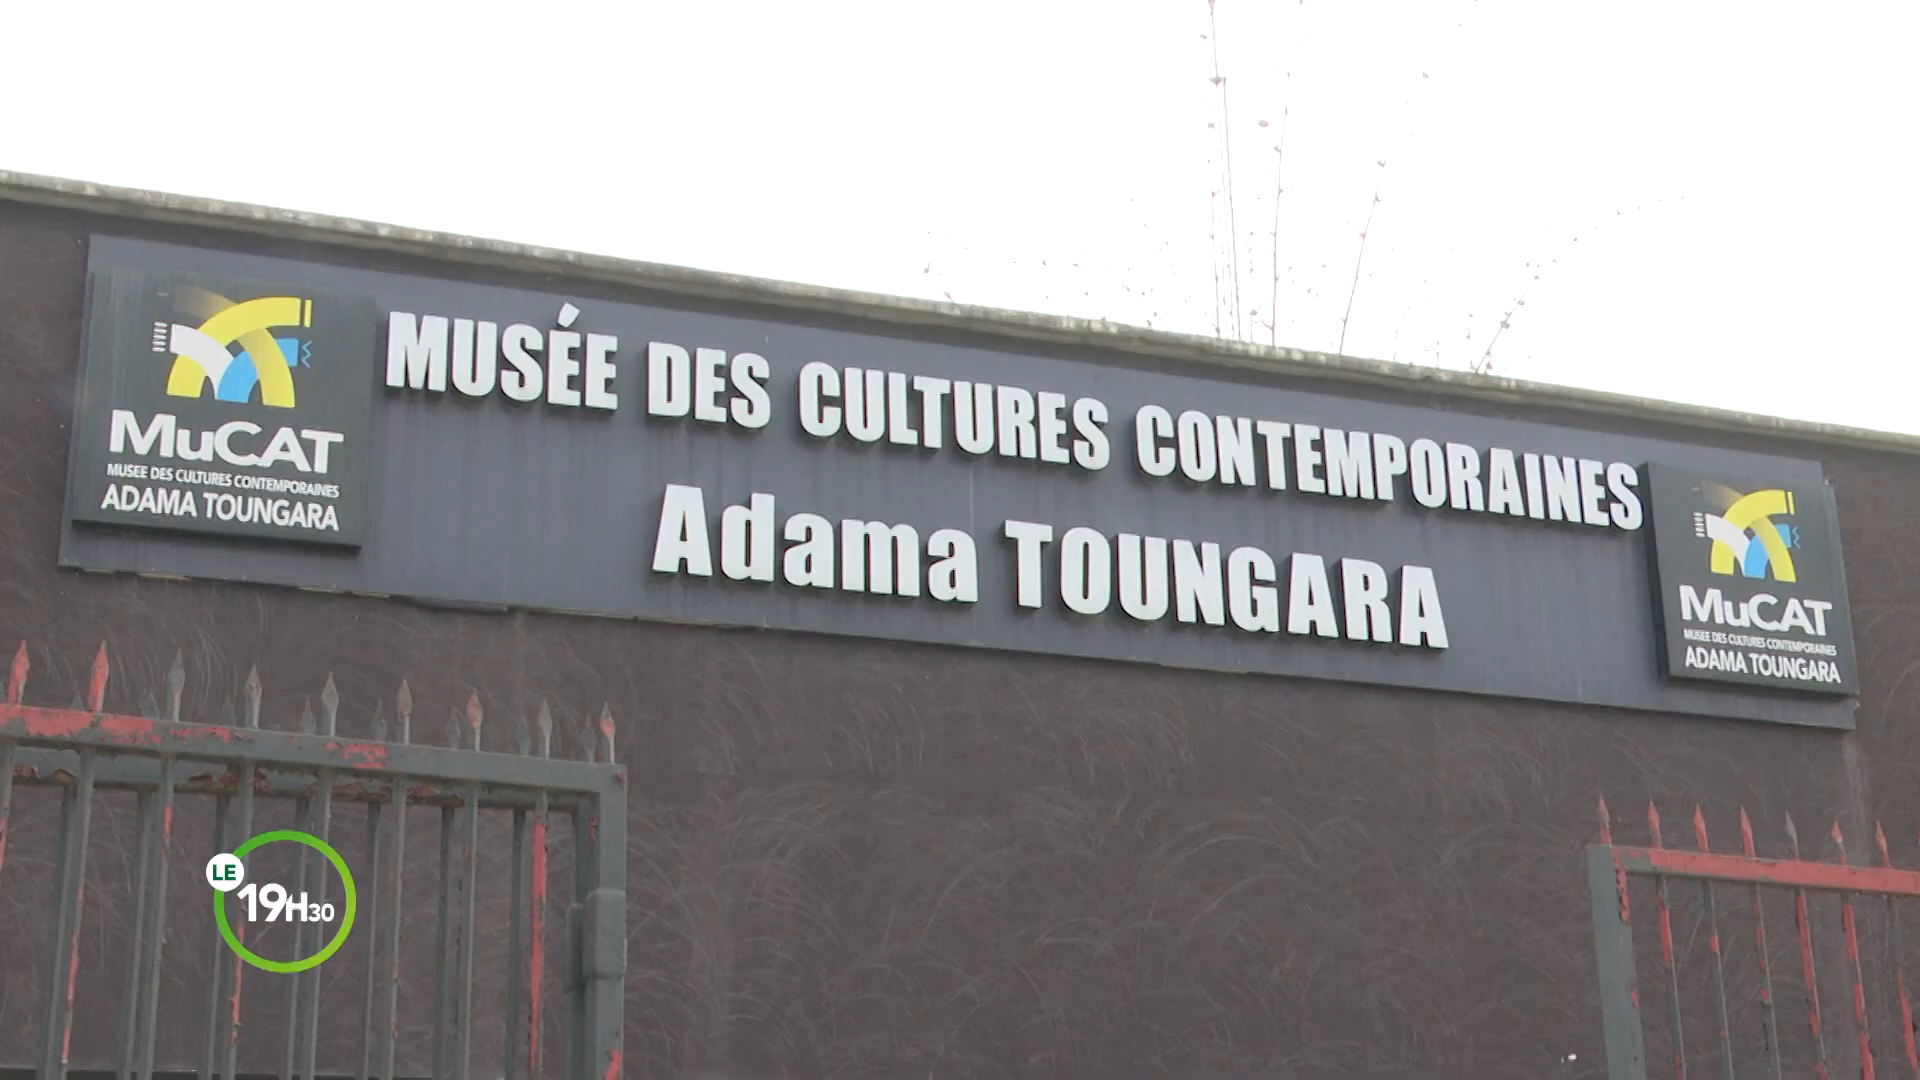 MUSÉE DES CULTURES CONTEMPORAINES
Adama TOUNGARA
MuCAT
MUSEE DES CULTURES CONTEMPORAINES
ADAMA TOUNGARA
MuCAT
MUSEE DES CULTURES CONTEMPORAINES
ADAMA TOUNGARA
LE
19H30